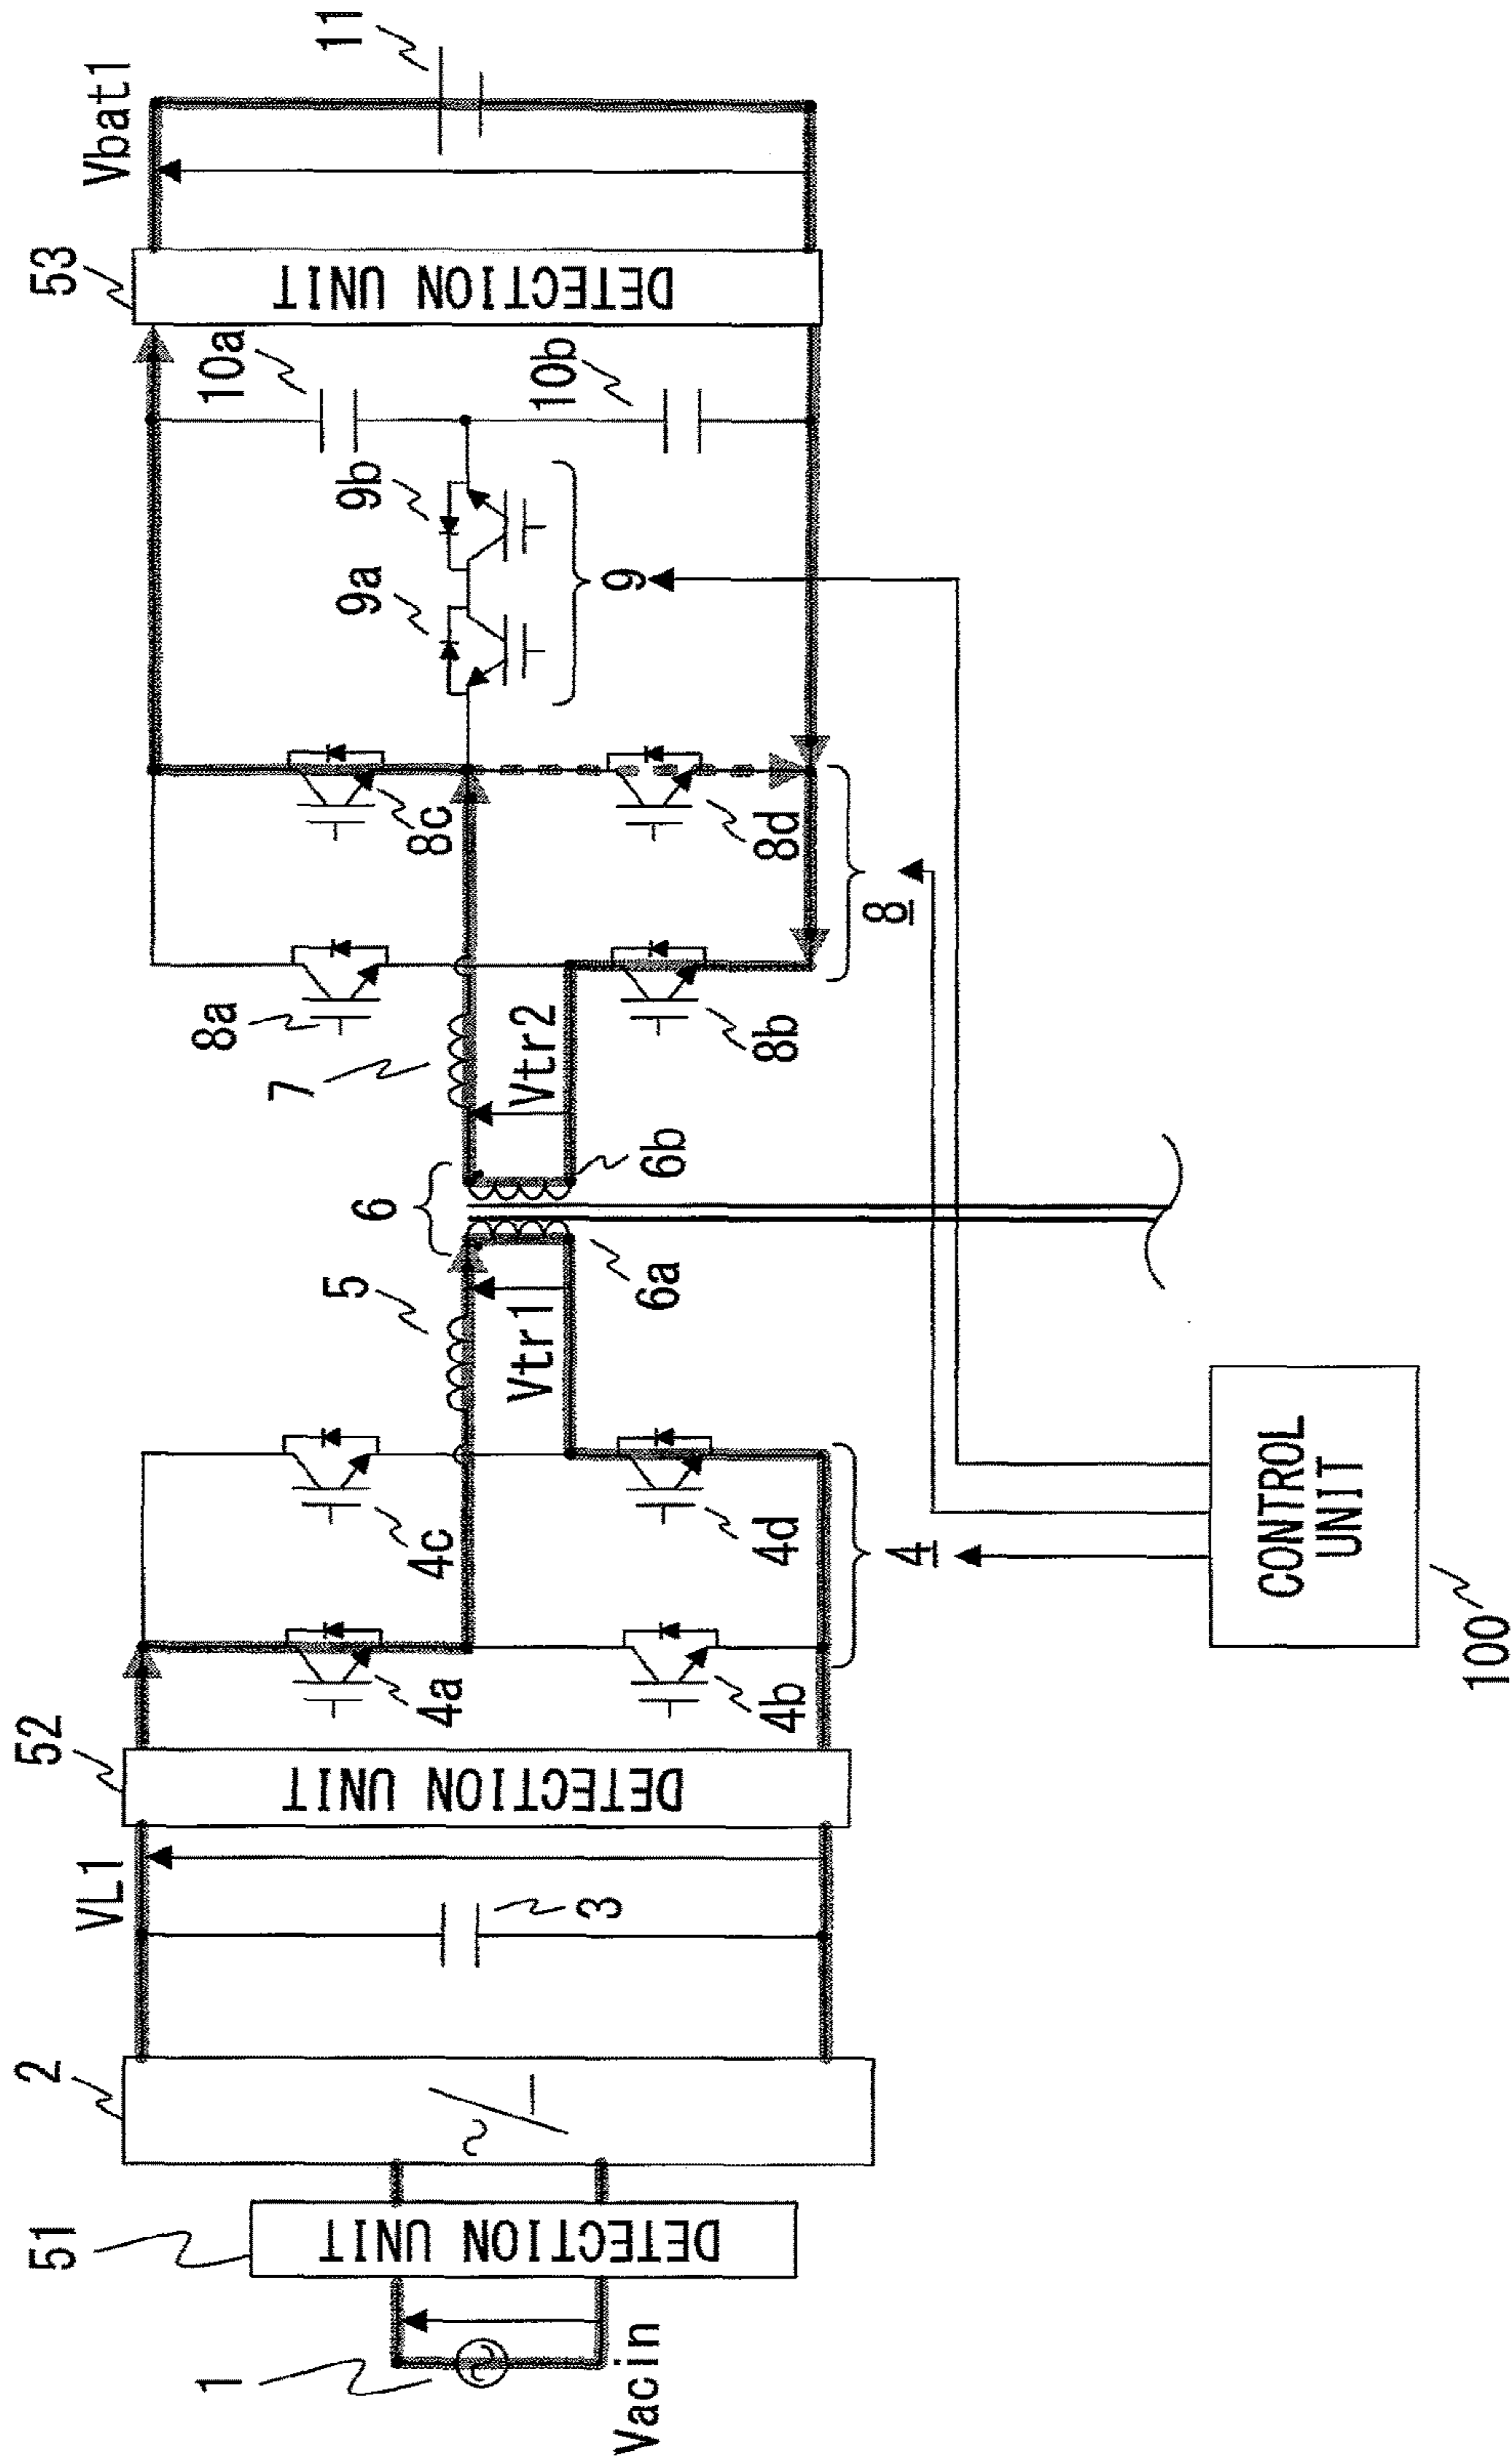 Vacin
1
51
DETECTION UNIT
2
VL1
3
52
DETECTION UNIT
4a
4b
4c
4d
4
5
Vtr1
6
6a
6b
Vtr2
7
8a
8b
8c
8d
8
9a
9b
9
10a
10b
53
DETECTION UNIT
Vbat1
11
CONTROL
UNIT
100